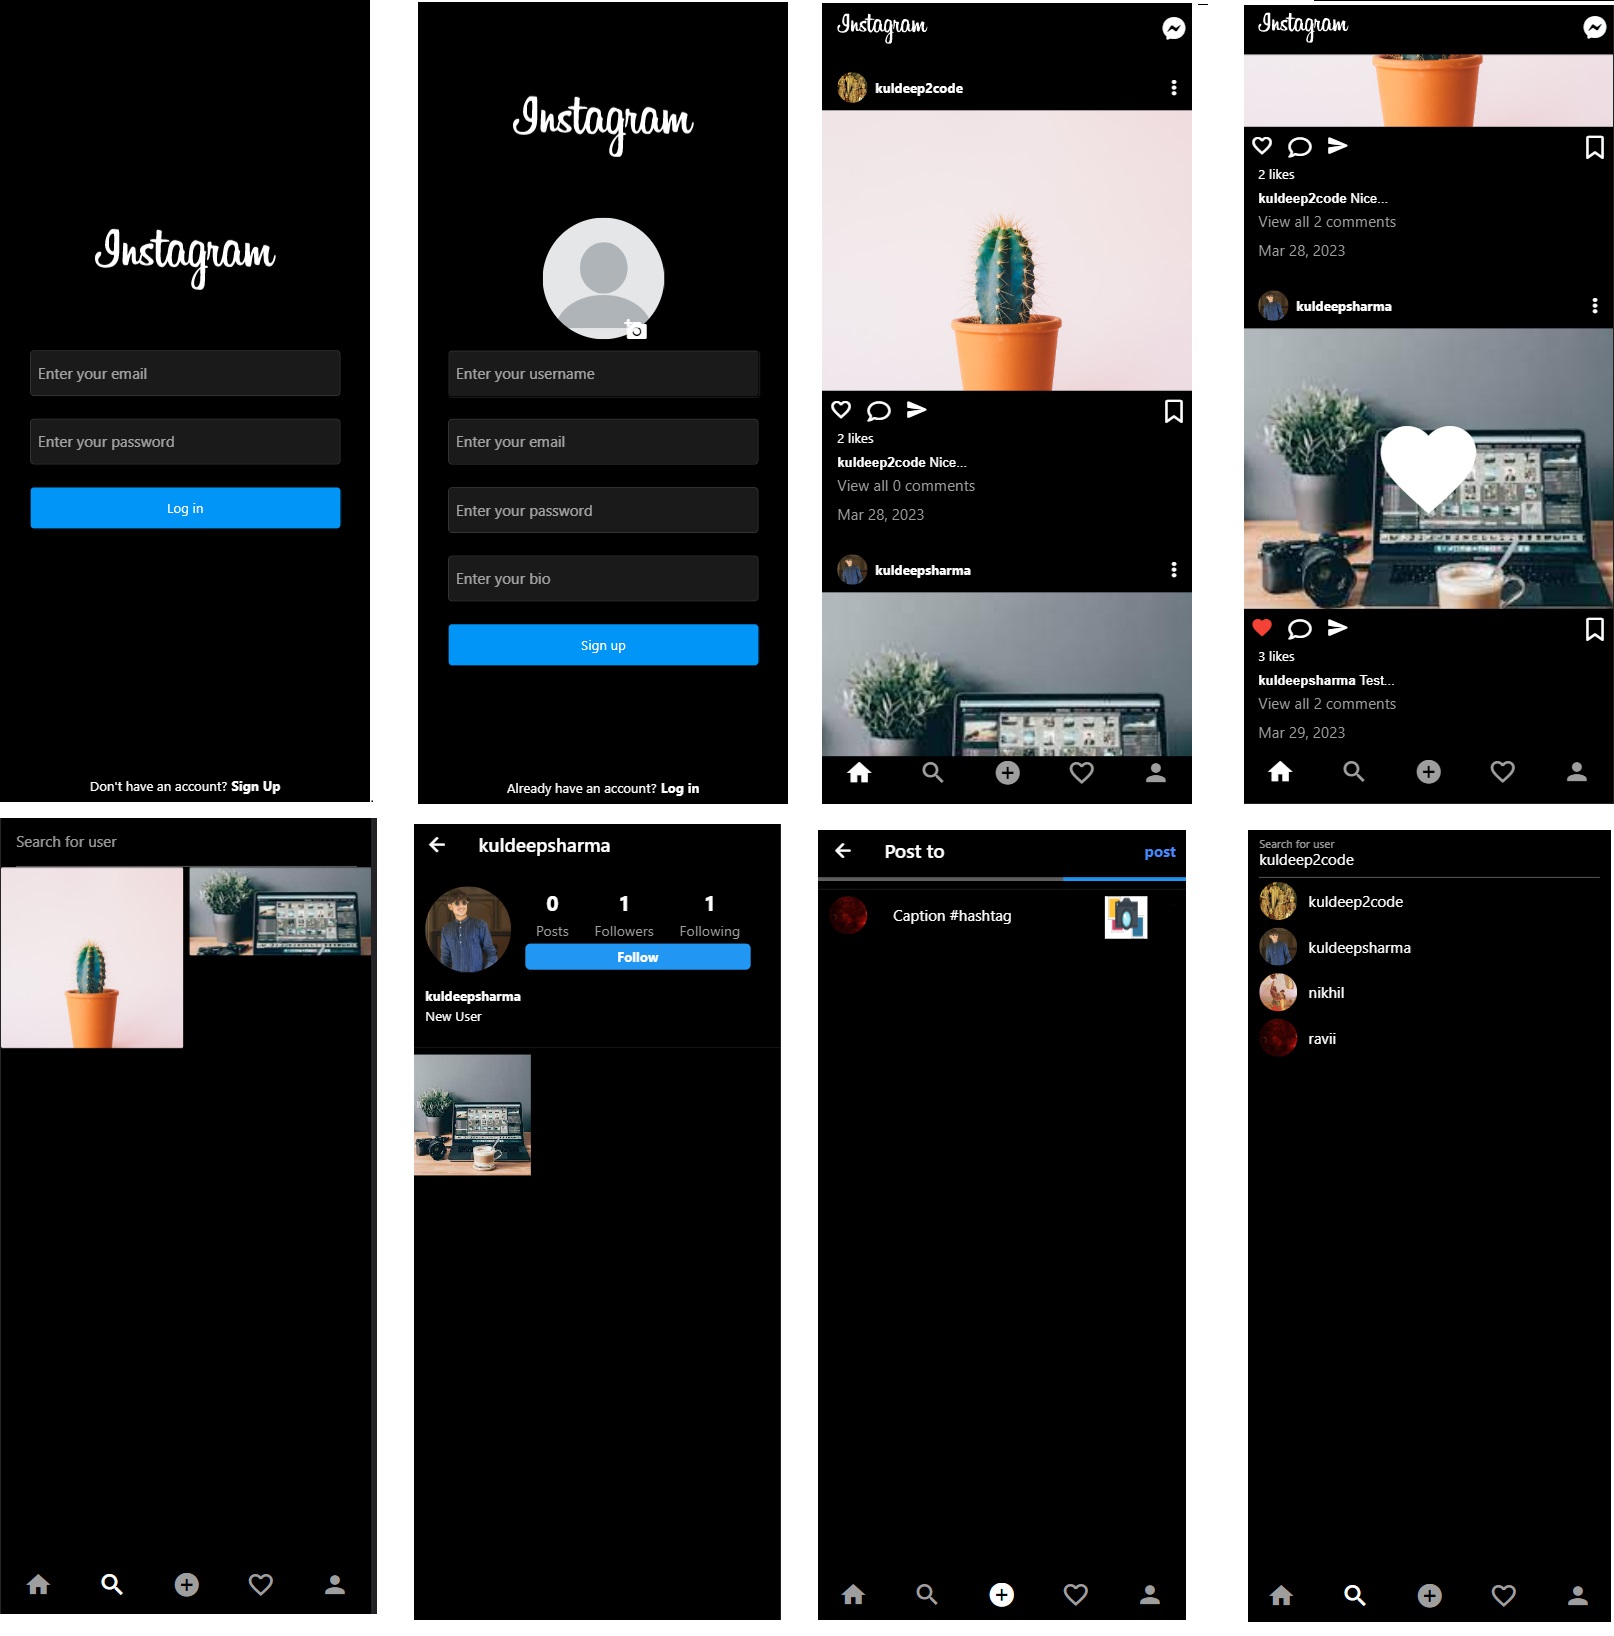 Instagram
Enter your email
Enter your password
Log in
Don't have an account? Sign Up
Instagram
Enter your username
Enter your email
Enter your password
Enter your bio
Sign up
Already have an account? Log in
Instagram
kuldeep2code
2 likes
kuldeep2code Nice...
View all 0 comments
Mar 28, 2023
kuldeepsharma
Instagram
2 likes
kuldeep2code Nice...
View all 2 comments
Mar 28, 2023
kuldeepsharma
3 likes
kuldeepsharma Test...
View all 2 comments
Mar 29, 2023
Search for user
kuldeepsharma
0 1 1
Posts Followers Following
Follow
kuldeepsharma
New User
Post to post
Caption #hashtag
Search for user
kuldeep2code
kuldeep2code
kuldeepsharma
nikhil
ravii